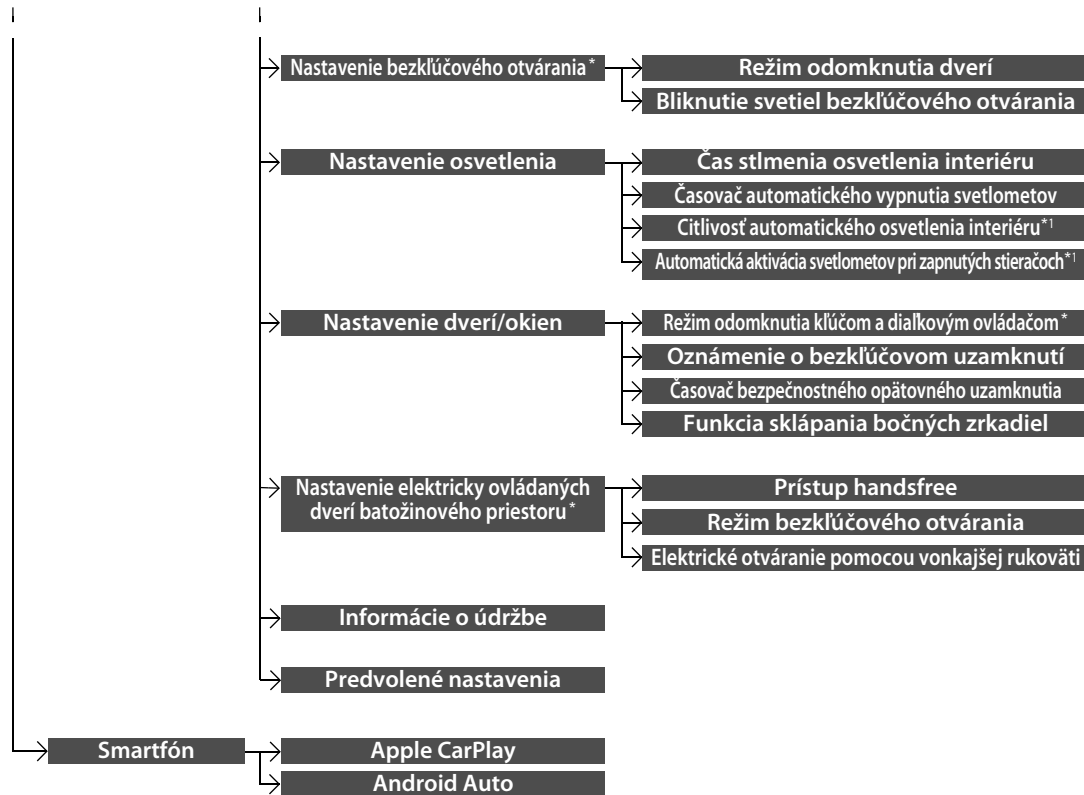 Nastavenie bezkľúčového otvárania*
Režim odomknutia dverí
Bliknutie svetiel bezkľúčového otvárania
Nastavenie osvetlenia
Čas stlmenia osvetlenia interiéru
Časovač automatického vypnutia svetlometov
Citlivosť automatického osvetlenia interiéru*1
Automatická aktivácia svetlometov pri zapnutých stieračoch*1
Nastavenie dverí/okien
Režim odomknutia kľúčom a diaľkovým ovládačom*
Oznámenie o bezkľúčovom uzamknutí
Časovač bezpečnostného opätovného uzamknutia
Funkcia sklápania bočných zrkadiel
Nastavenie elektricky ovládaných
dverí batožinového priestoru*
Prístup handsfree
Režim bezkľúčového otvárania
Elektrické otváranie pomocou vonkajšej rukoväti
Informácie o údržbe
Predvolené nastavenia
Smartfón
Apple CarPlay
Android Auto